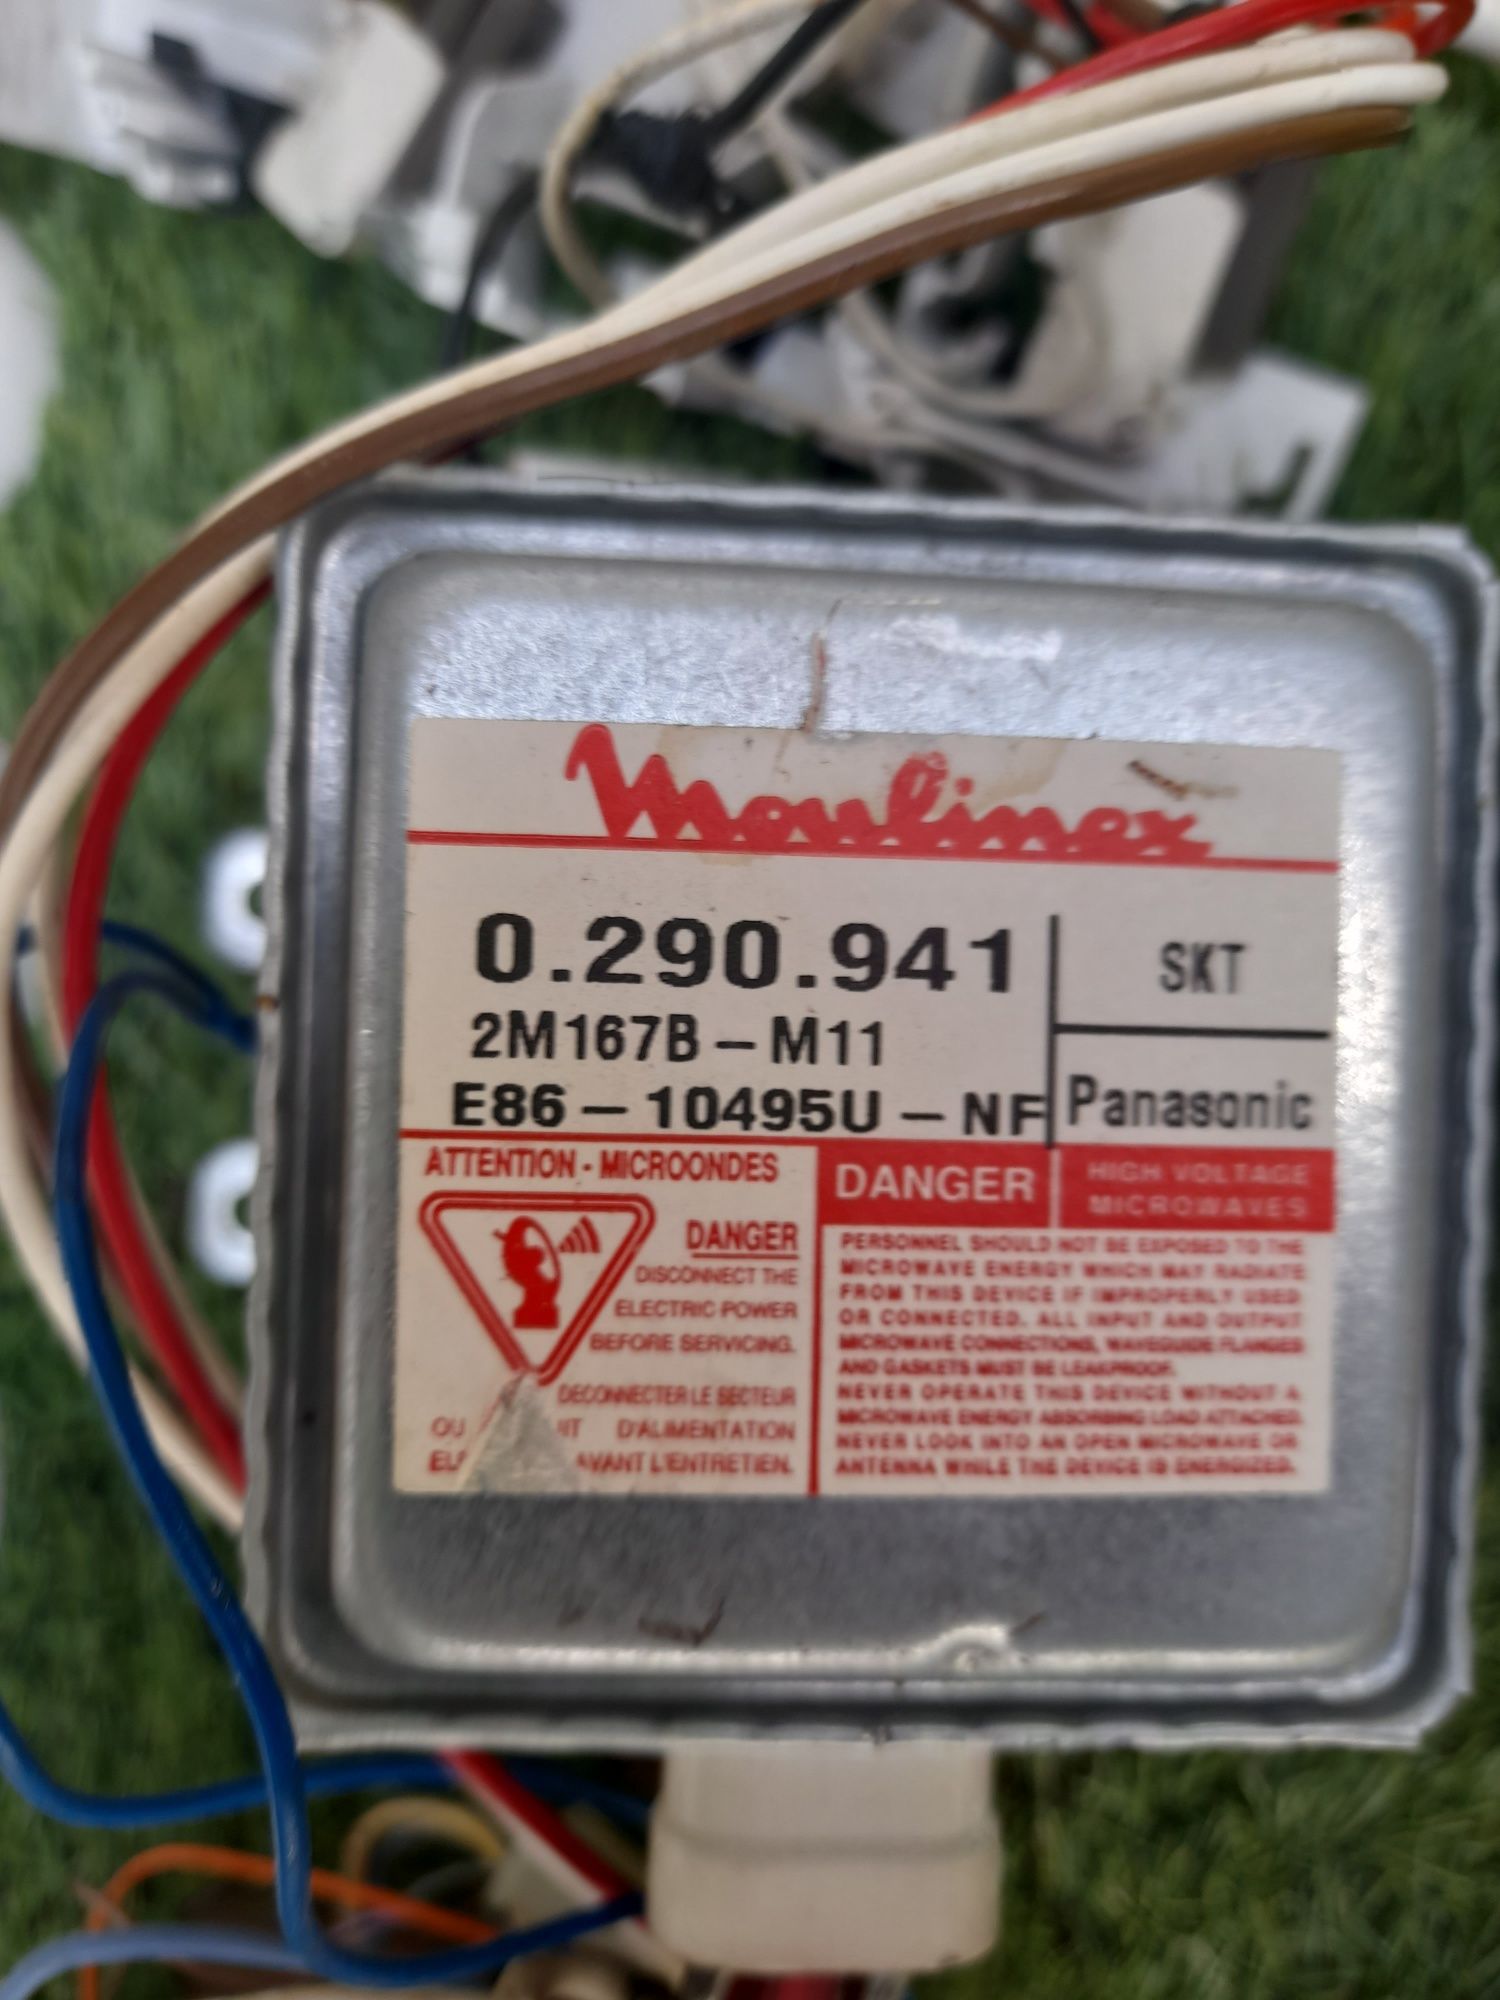 Moulinex
0.290.941
SKT
2M167B – M11
E86 – 10495U – NF
Panasonic
ATTENTION - MICROONDES
DANGER
DISCONNECT THE
ELECTRIC POWER
BEFORE SERVICING.
DECONNECTER LE SECTEUR
OU D'ALIMENTATION
AVANT L'ENTRETIEN.
DANGER
HIGH VOLTAGE
MICROWAVES
PERSONNEL SHOULD NOT BE EXPOSED TO THE
MICROWAVE ENERGY WHICH MAY RADIATE
FROM THIS DEVICE IF IMPROPERLY USED
OR CONNECTED. ALL INPUT AND OUTPUT
MICROWAVE CONNECTIONS, WAVEGUIDE FLANGES
AND GASKETS MUST BE LEAKPROOF.
NEVER OPERATE THIS DEVICE WITHOUT A
MICROWAVE ENERGY ABSORBING LOAD ATTACHED.
NEVER LOOK INTO AN OPEN MICROWAVE OR
ANTENNA WHILE THE DEVICE IS ENERGIZED.